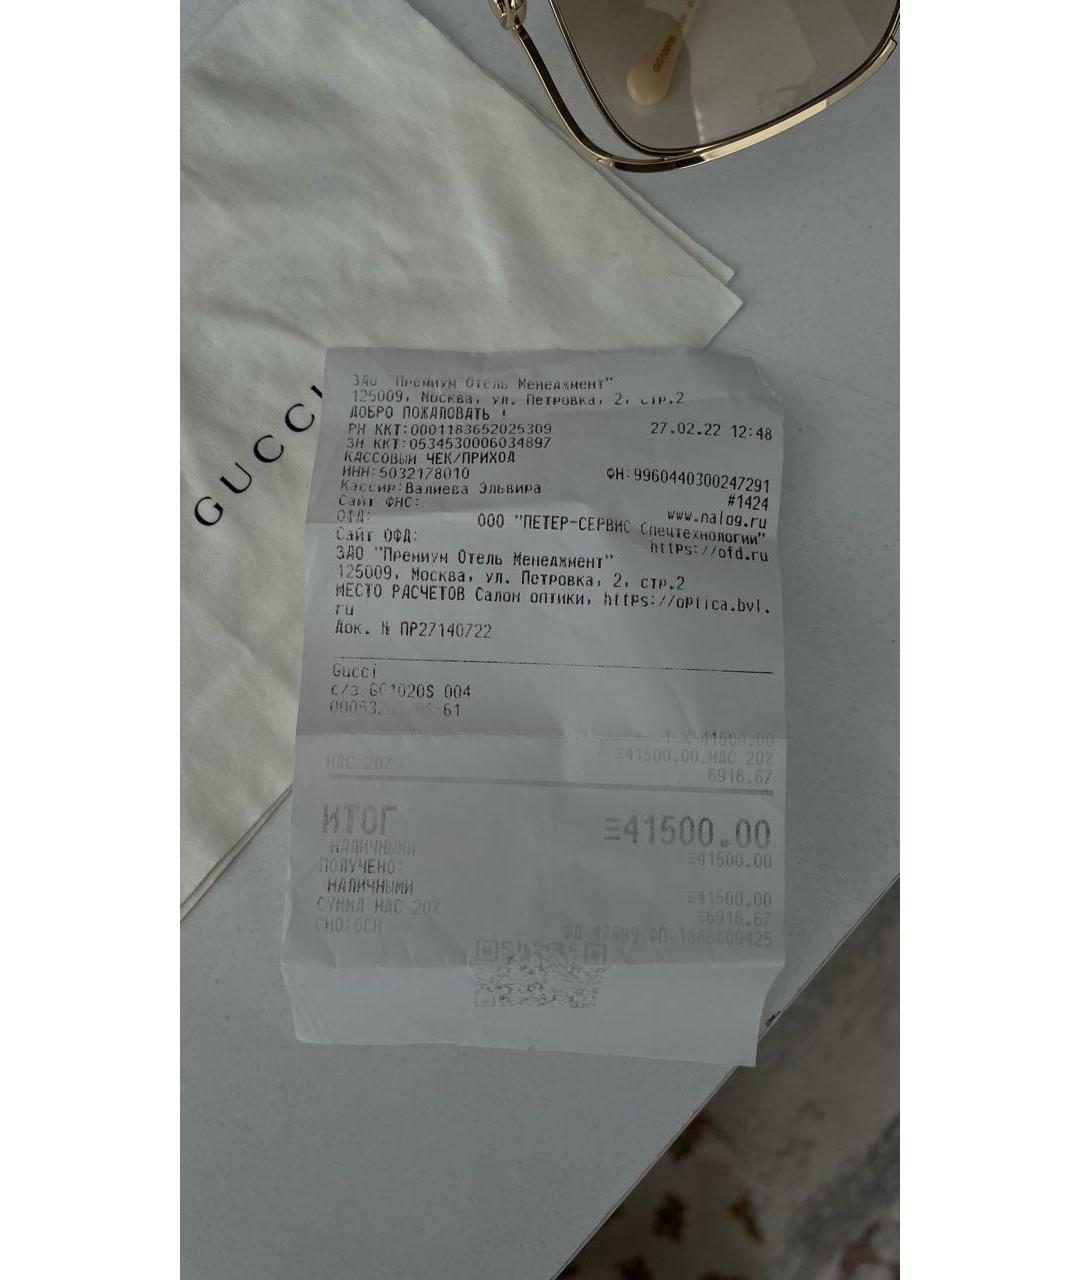 GUCCI
ЗАО "Премиум Отель Менеджмент"
125009, Москва, ул. Петровка, 2, стр.2
ДОБРО ПОЖАЛОВАТЬ !
РН ККТ:0001183652025309 27.02.22 12:48
ЗН ККТ:0534530006034897
КАССОВЫЙ ЧЕК/ПРИХОД
ИНН:5032178010 ФН:9960440300247291
Кассир:Валиева Эльвира #1424
Сайт ФНС: www.nalog.ru
ОФД: ООО "ПЕТЕР-СЕРВИС Спецтехнологии"
Сайт ОФД: https://ofd.ru
ЗАО "Премиум Отель Менеджмент"
125009, Москва, ул. Петровка, 2, стр.2
МЕСТО РАСЧЕТОВ Салон оптики, https://optica.bvl.
ru
Док. № ПР27140722
Gucci
с/з GG1020S 004
1 X 41500.00
≡41500.00_НДС 20%
НДС 20% 6916.67
ИТОГ ≡41500.00
НАЛИЧНЫМИ ≡41500.00
ПОЛУЧЕНО:
НАЛИЧНЫМИ ≡41500.00
СУММА НДС 20% ≡6916.67
СНО:ОСН ФД:47899 ФП:1868809425